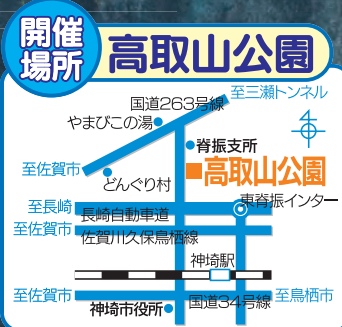 開催
場所
高取山公園
至三瀬トンネル
国道263号線
やまびこの湯
脊振支所
至佐賀市
高取山公園
どんぐり村
東脊振インター
至長崎
長崎自動車道
至佐賀市
佐賀川久保鳥栖線
神埼駅
至佐賀市
国道34号線
至鳥栖市
神埼市役所